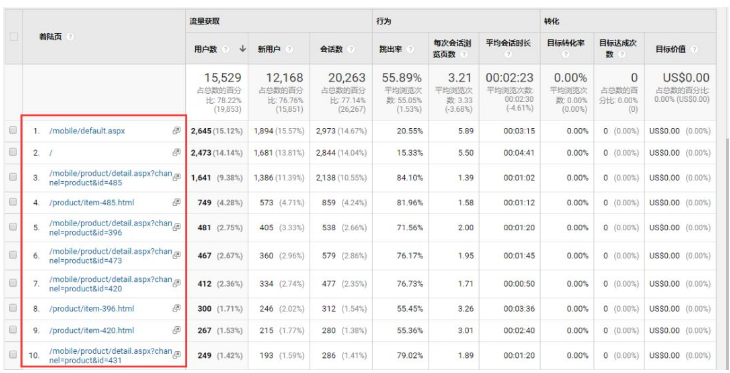 着陆页
流量获取
行为
转化
用户数
新用户
会话数
跳出率
每次会话浏
览页数
平均会话时长
目标转化率
目标达成次
数
目标价值
15,529
占总数的百分
比: 78.22%
(19,853)
12,168
占总数的百分
比: 76.76%
(15,851)
20,263
占总数的百分
比: 77.14%
(26,267)
55.89%
平均浏览次
数: 55.05%
(1.53%)
3.21
平均浏览次
数: 3.33
(-3.68%)
00:02:23
平均浏览次数:
00:02:30
(-4.61%)
0.00%
平均浏览次
数: 0.00%
(0.00%)
0
占总数的百
分比: 0.00%
(0)
US$0.00
占总数的百分比:
0.00% (US$0.00)
1. /mobile/default.aspx 2,645 (15.12%) 1,894 (15.57%) 2,973 (14.67%) 20.55% 5.89 00:03:15 0.00% 0 (0.00%) US$0.00 (0.00%)
2. / 2,473 (14.14%) 1,681 (13.81%) 2,844 (14.04%) 15.33% 5.50 00:04:41 0.00% 0 (0.00%) US$0.00 (0.00%)
3. /mobile/product/detail.aspx?chan
nel=product&id=485 1,641 (9.38%) 1,386 (11.39%) 2,138 (10.55%) 84.10% 1.39 00:01:02 0.00% 0 (0.00%) US$0.00 (0.00%)
4. /product/item-485.html 749 (4.28%) 573 (4.71%) 859 (4.24%) 81.96% 1.58 00:01:12 0.00% 0 (0.00%) US$0.00 (0.00%)
5. /mobile/product/detail.aspx?chan
nel=product&id=396 481 (2.75%) 405 (3.33%) 538 (2.66%) 71.56% 2.00 00:01:20 0.00% 0 (0.00%) US$0.00 (0.00%)
6. /mobile/product/detail.aspx?chan
nel=product&id=473 467 (2.67%) 360 (2.96%) 579 (2.86%) 76.17% 1.95 00:01:45 0.00% 0 (0.00%) US$0.00 (0.00%)
7. /mobile/product/detail.aspx?chan
nel=product&id=420 412 (2.36%) 334 (2.74%) 477 (2.35%) 76.73% 1.71 00:00:50 0.00% 0 (0.00%) US$0.00 (0.00%)
8. /product/item-396.html 300 (1.71%) 246 (2.02%) 312 (1.54%) 55.45% 3.26 00:03:36 0.00% 0 (0.00%) US$0.00 (0.00%)
9. /product/item-420.html 267 (1.53%) 215 (1.77%) 280 (1.38%) 55.36% 3.01 00:02:40 0.00% 0 (0.00%) US$0.00 (0.00%)
10. /mobile/product/detail.aspx?chan
nel=product&id=431 249 (1.42%) 193 (1.59%) 286 (1.41%) 79.02% 1.89 00:01:20 0.00% 0 (0.00%) US$0.00 (0.00%)